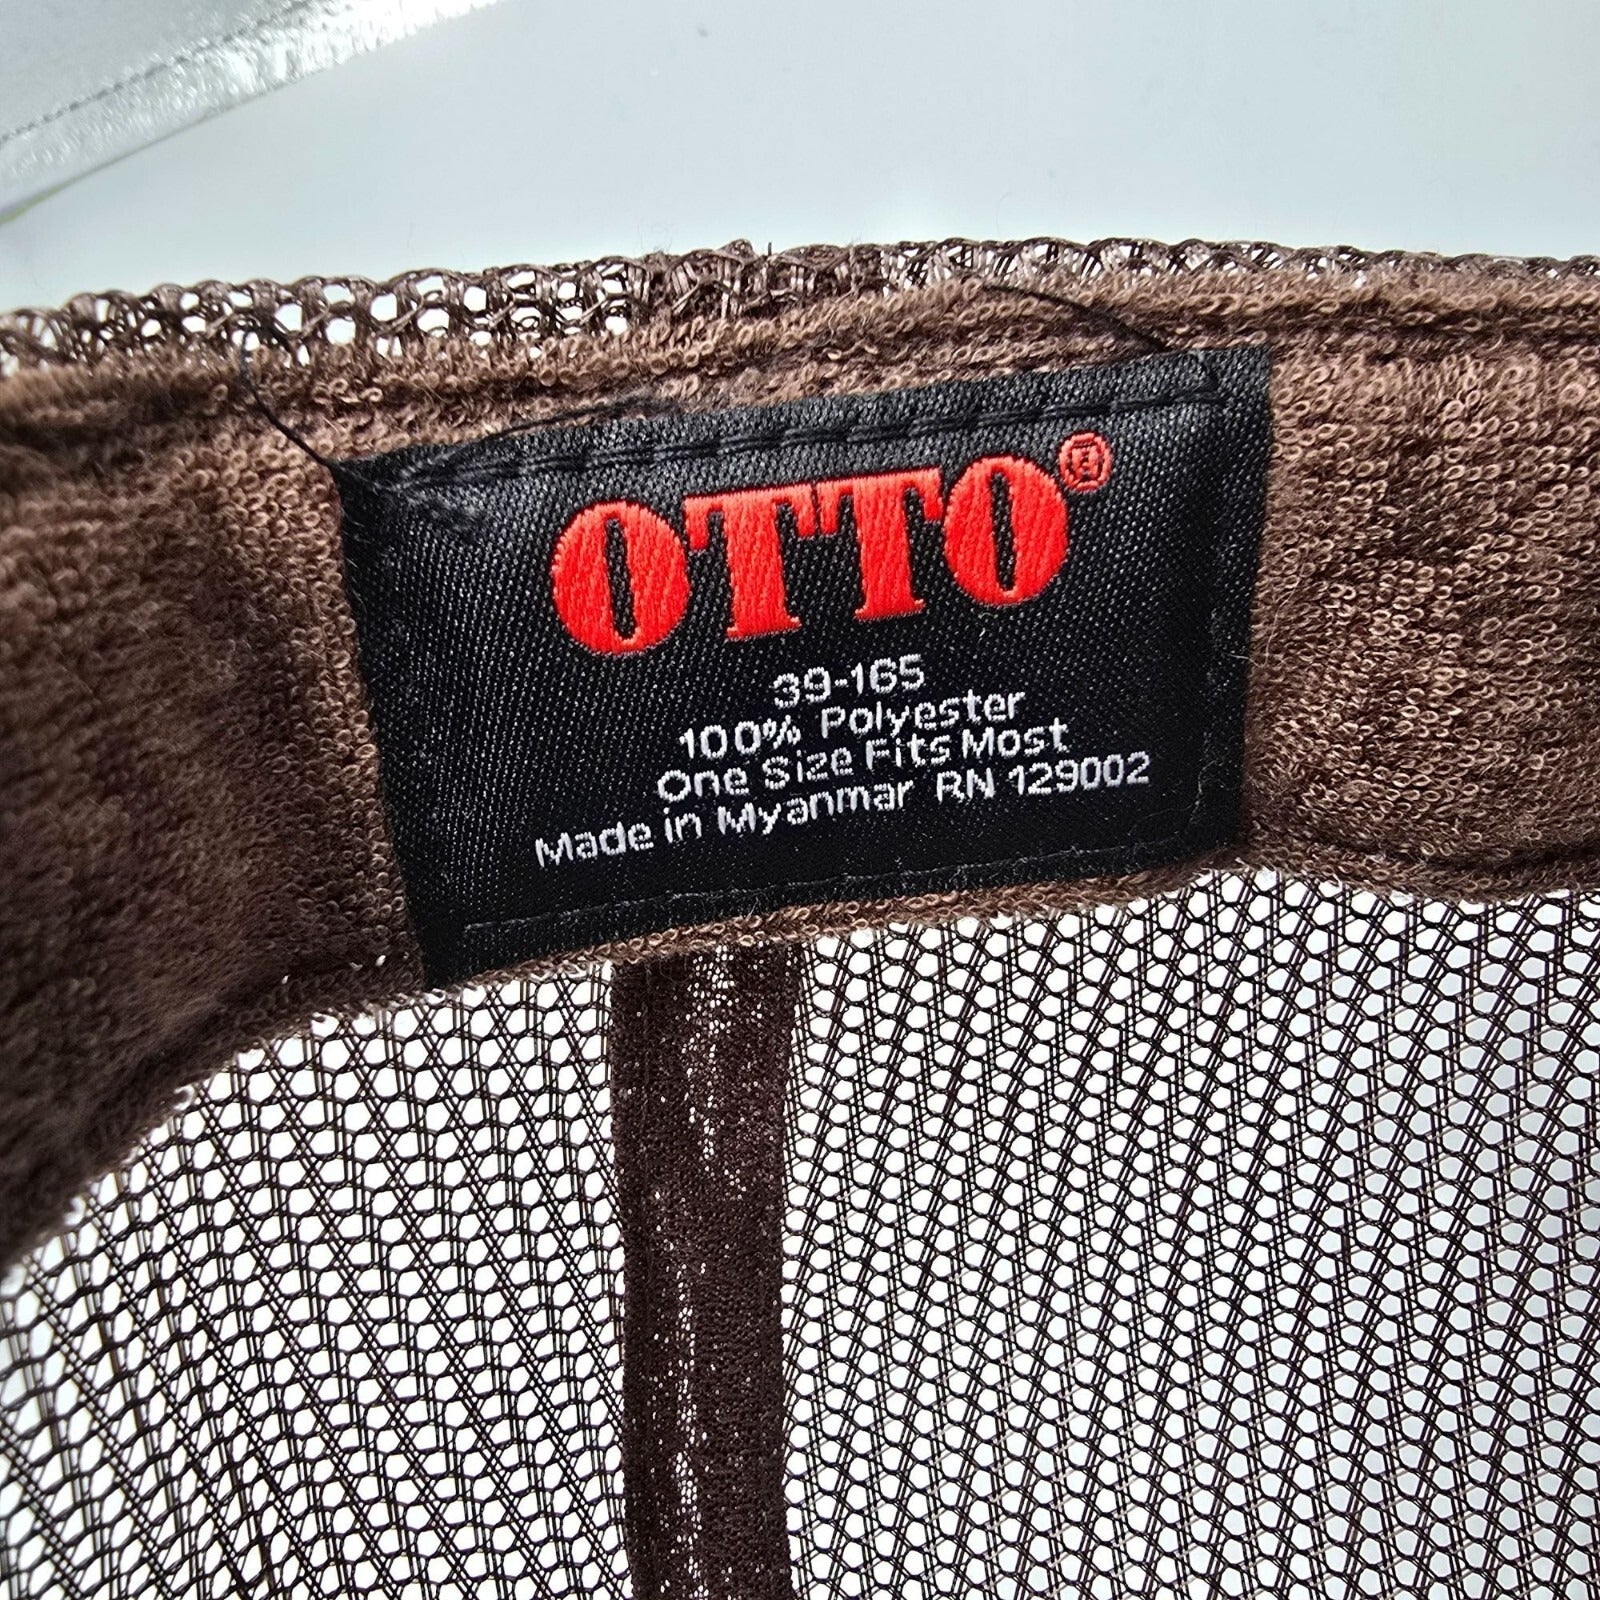 OTTO®
39-165
100% Polyester
One Size Fits Most
Made in Myanmar RN 129002